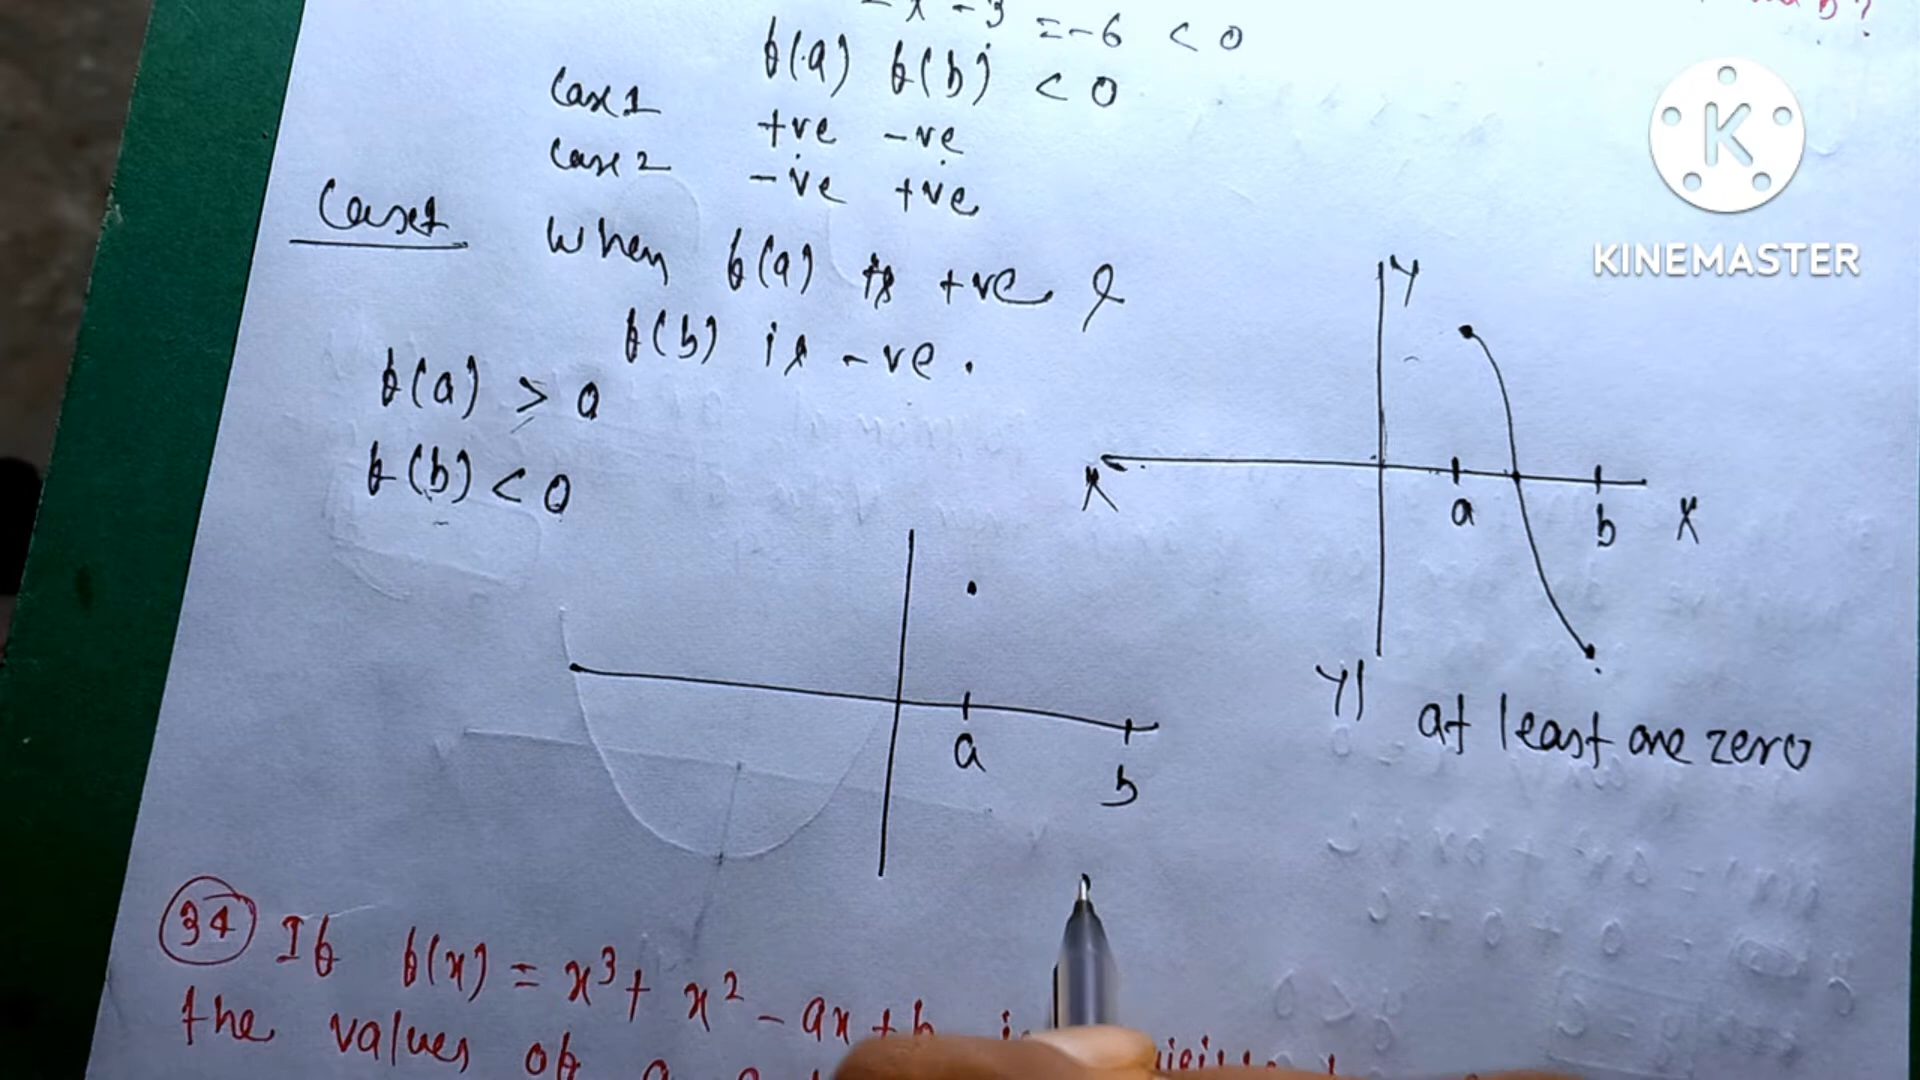 = -6 < 0
f(a) f(b) < 0
Case 1 +ve -ve
Case 2 -ve +ve
Case 1 When f(a) is +ve &
f(b) is -ve.
f(a) > 0
f(b) < 0
Y
X a b X
Y|
at least one zero
a
b
34 If f(x) = x³ + x² - ax + b
the values of a
K
KINEMASTER